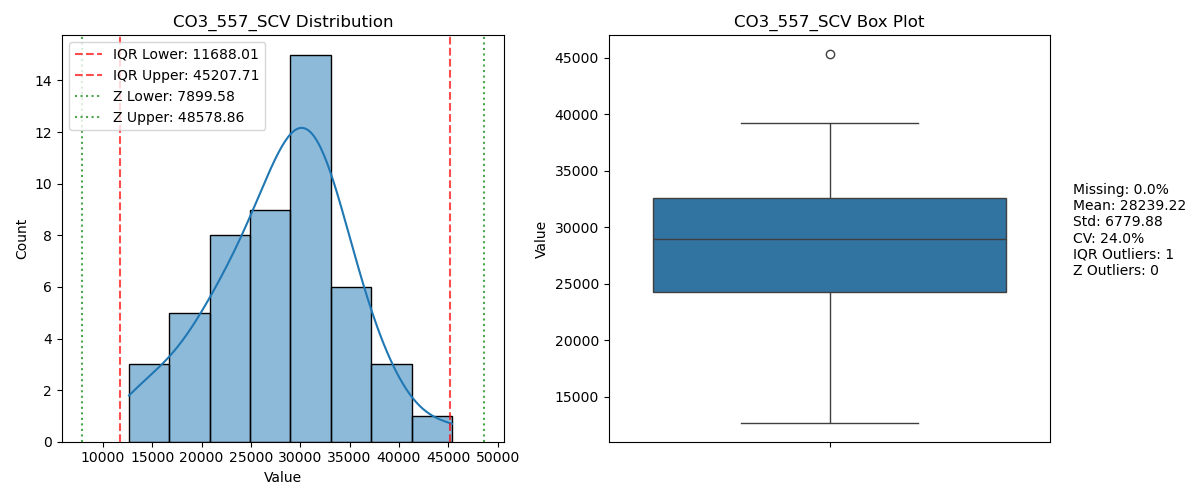 CO3_557_SCV Distribution
IQR Lower: 11688.01
IQR Upper: 45207.71
Z Lower: 7899.58
Z Upper: 48578.86
Count
14
12
10
8
6
4
2
0
10000 15000 20000 25000 30000 35000 40000 45000 50000
Value
CO3_557_SCV Box Plot
Value
45000
40000
35000
30000
25000
20000
15000
Missing: 0.0%
Mean: 28239.22
Std: 6779.88
CV: 24.0%
IQR Outliers: 1
Z Outliers: 0